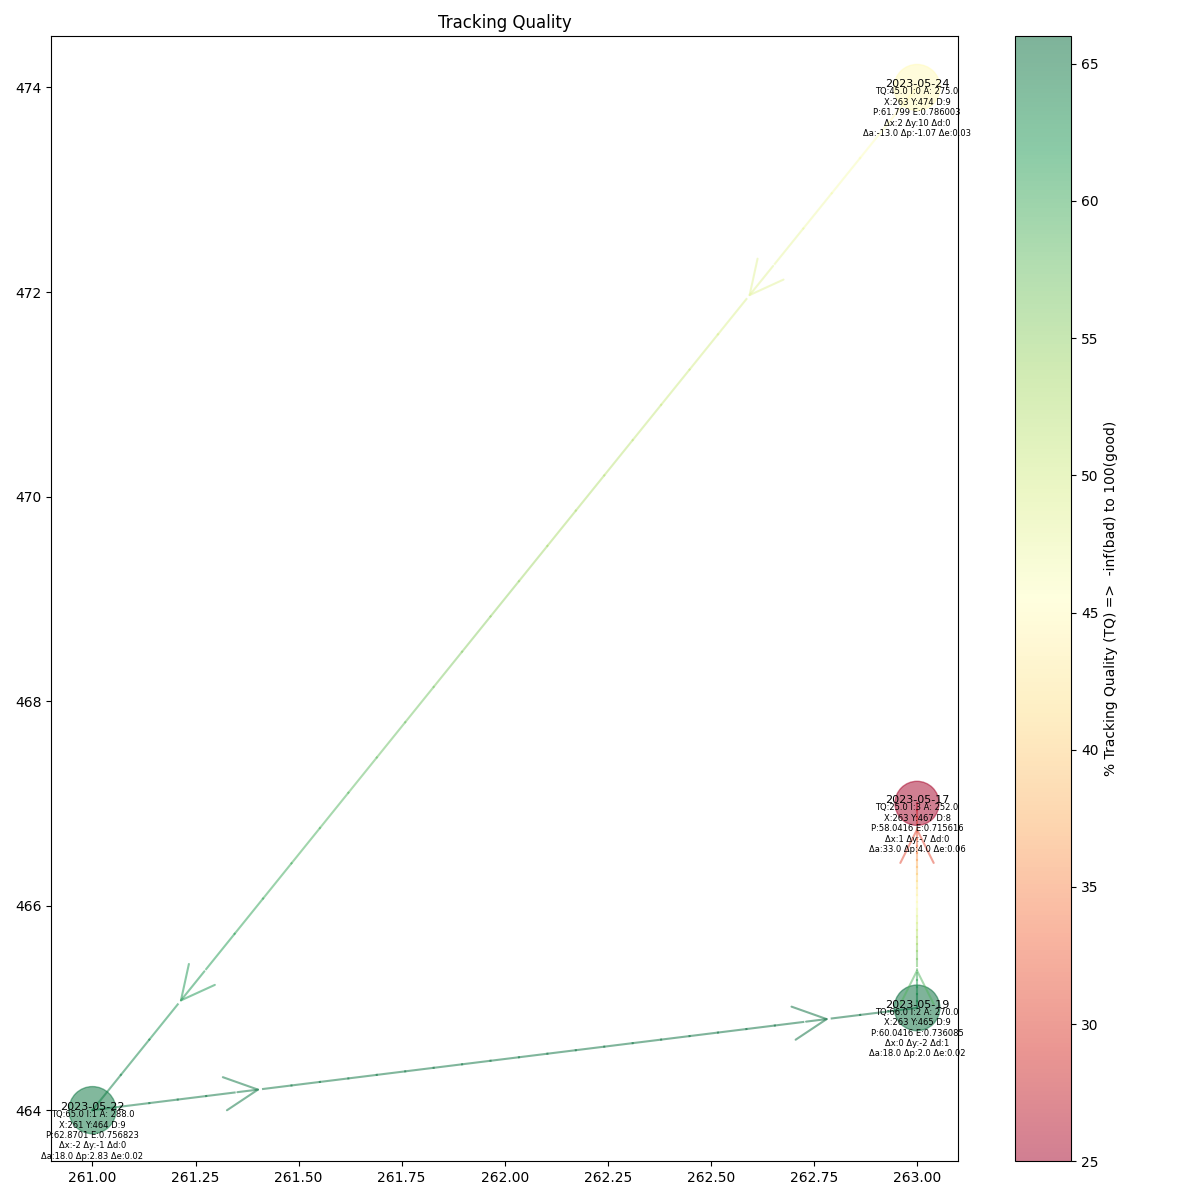 Tracking Quality
474
472
470
468
466
464
2023-05-24
TQ:45.0 I:0 A: 275.0
X:263 Y:474 D:9
P:61.799 E:0.786003
Δx:2 Δy:10 Δd:0
Δa:-13.0 Δp:-1.07 Δe:0.03
2023-05-17
TQ:25.0 I:3 A: 252.0
X:263 Y:467 D:8
P:58.0416 E:0.715616
Δx:1 Δy:-7 Δd:0
Δa:33.0 Δp:4.0 Δe:0.06
2023-05-19
TQ:66.0 I:2 A: 270.0
X:263 Y:465 D:9
P:60.0416 E:0.736085
Δx:0 Δy:-2 Δd:1
Δa:18.0 Δp:2.0 Δe:0.02
2023-05-22
TQ:65.0 I:1 A: 288.0
X:261 Y:464 D:9
P:62.8701 E:0.756823
Δx:-2 Δy:-1 Δd:0
Δa:18.0 Δp:2.83 Δe:0.02
261.00 261.25 261.50 261.75 262.00 262.25 262.50 262.75 263.00
65
60
55
50
45
40
35
30
25
% Tracking Quality (TQ) => -inf(bad) to 100(good)